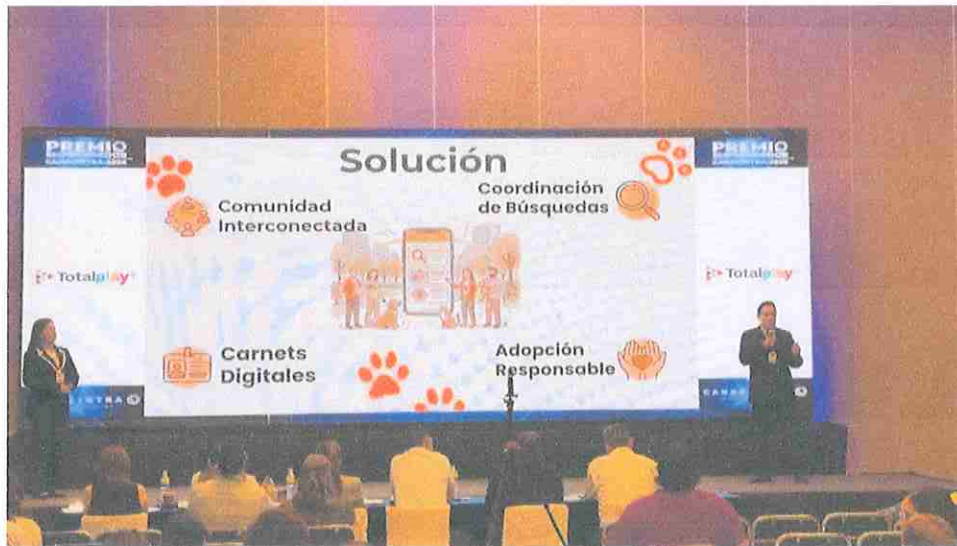 PREMIO
Solución
PREMIO
Comunidad
Interconectada
Coordinación
de Búsquedas
Totalplay
Totalplay
Carnets
Digitales
Adopción
Responsable